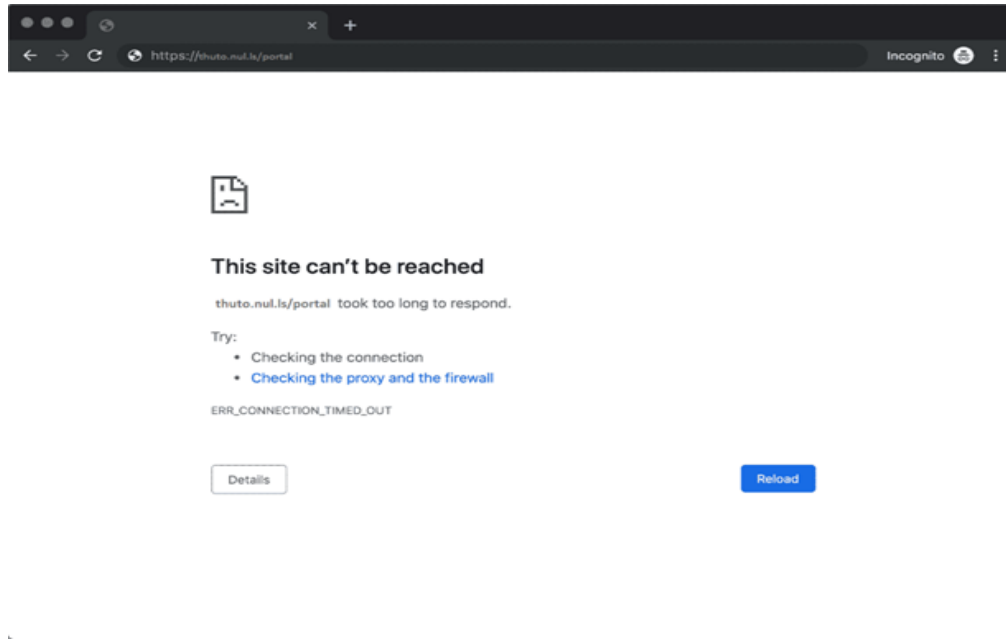 https://thuto.nul.ls/portal
Incognito
This site can't be reached
thuto.nul.ls/portal took too long to respond.
Try:
• Checking the connection
• Checking the proxy and the firewall
ERR_CONNECTION_TIMED_OUT
Details
Reload